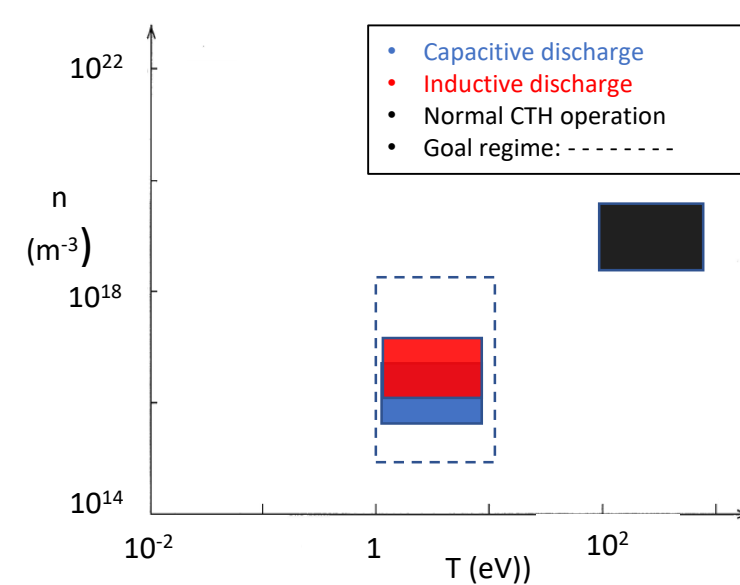 10²²
• Capacitive discharge
• Inductive discharge
• Normal CTH operation
• Goal regime: - - - - - - - -
n
(m⁻³)
10¹⁸
10¹⁴
10⁻²
1
10²
T (eV))